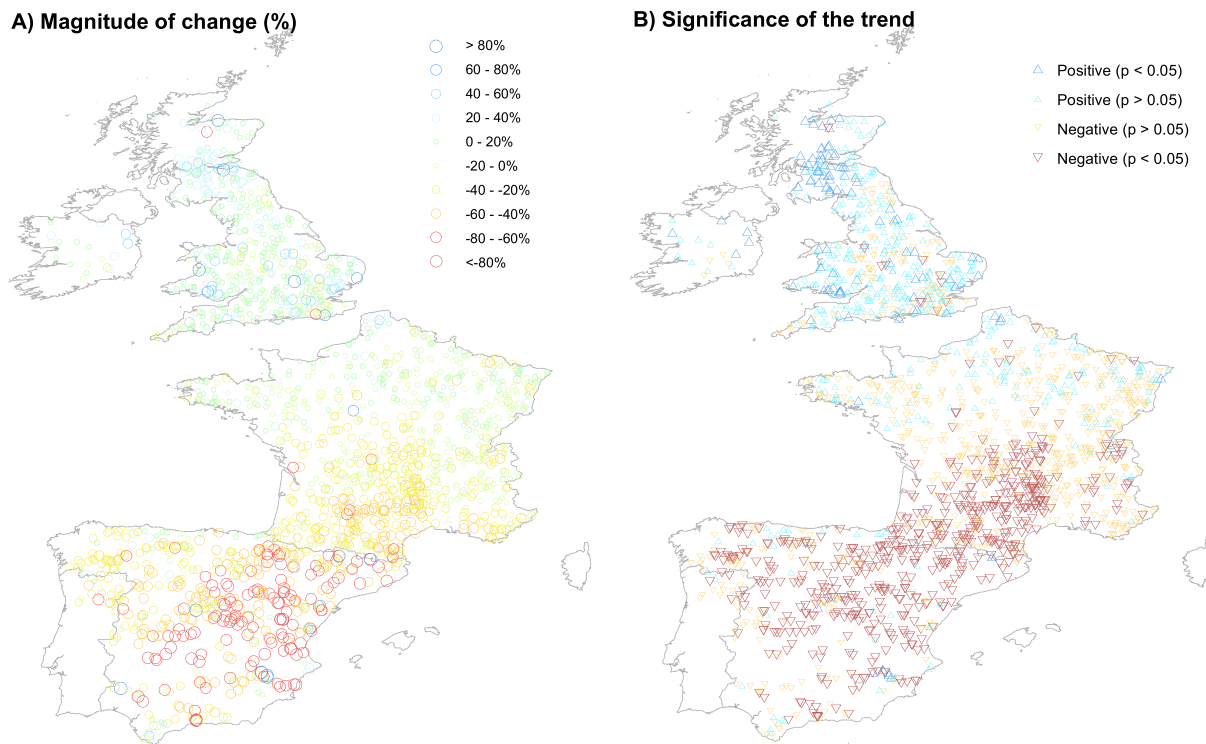 A) Magnitude of change (%)
> 80%
60 - 80%
40 - 60%
20 - 40%
0 - 20%
-20 - 0%
-40 - -20%
-60 - -40%
-80 - -60%
<-80%
B) Significance of the trend
Positive (p < 0.05)
Positive (p > 0.05)
Negative (p > 0.05)
Negative (p < 0.05)